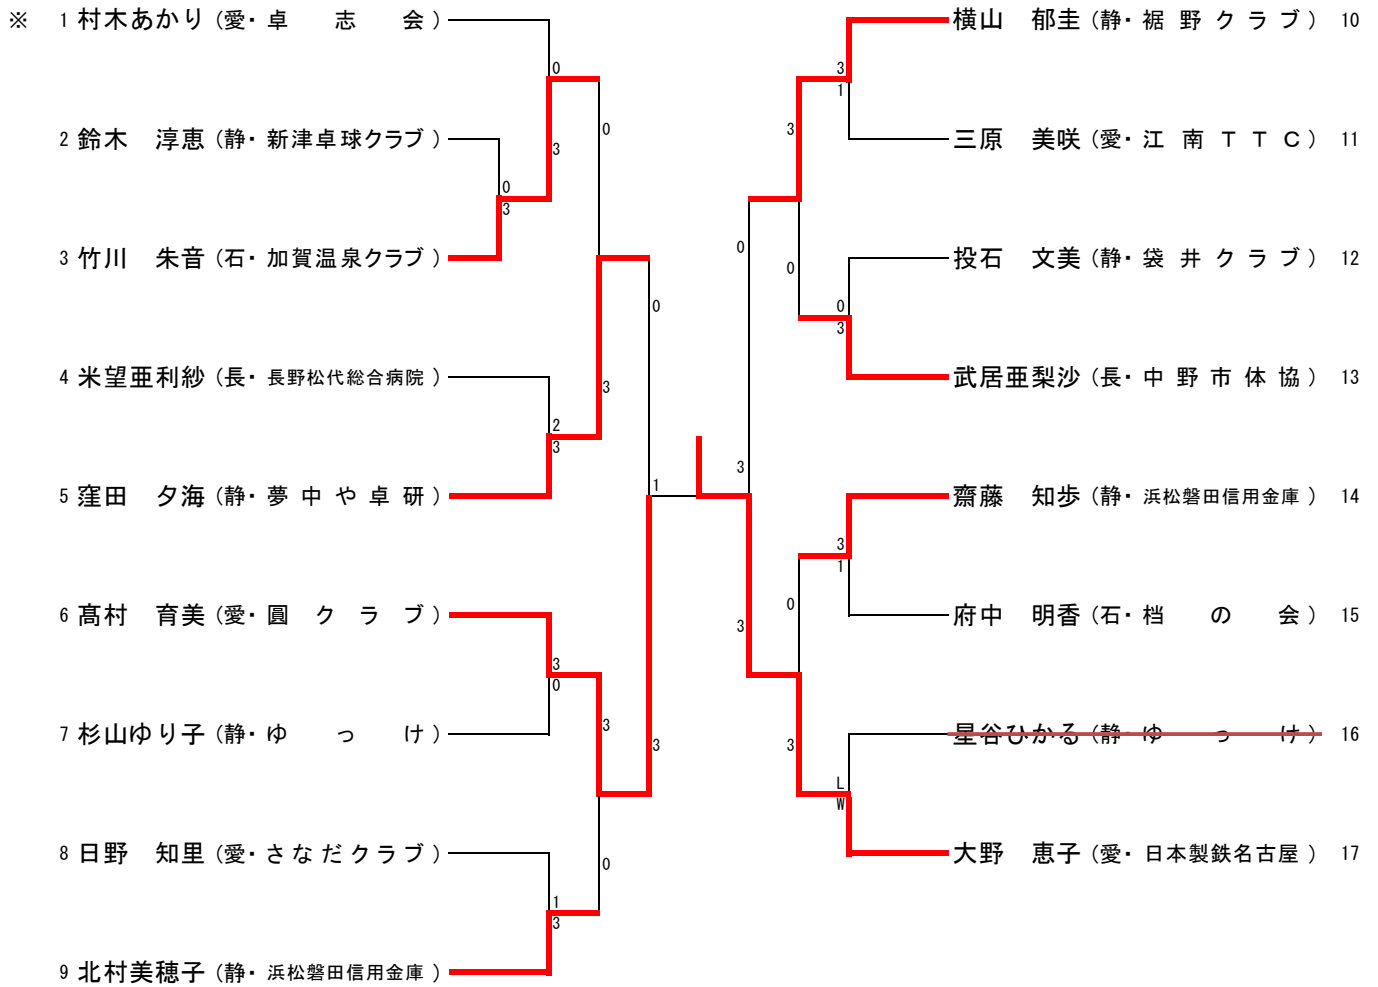 ※ 1 村木あかり（愛・卓志会）
0
0
2 鈴木 淳恵（静・新津卓球クラブ）
3
0
3
3 竹川 朱音（石・加賀温泉クラブ）
0
4 米望亜利紗（長・長野松代総合病院）
3
2
3
5 窪田 夕海（静・夢中や卓研）
1
6 髙村 育美（愛・圓クラブ）
3
0
3
7 杉山ゆり子（静・ゆっけ）
3
8 日野 知里（愛・さなだクラブ）
0
1
3
9 北村美穂子（静・浜松磐田信用金庫）
横山 郁圭（静・裾野クラブ） 10
3
1
3
三原 美咲（愛・江南ＴＴＣ） 11
0
0
投石 文美（静・袋井クラブ） 12
0
3
武居亜梨沙（長・中野市体協） 13
3
齋藤 知歩（静・浜松磐田信用金庫） 14
3
1
0
3
府中 明香（石・档の会） 15
星谷ひかる（静・ゆっけ） 16
3
L
W
大野 恵子（愛・日本製鉄名古屋） 17